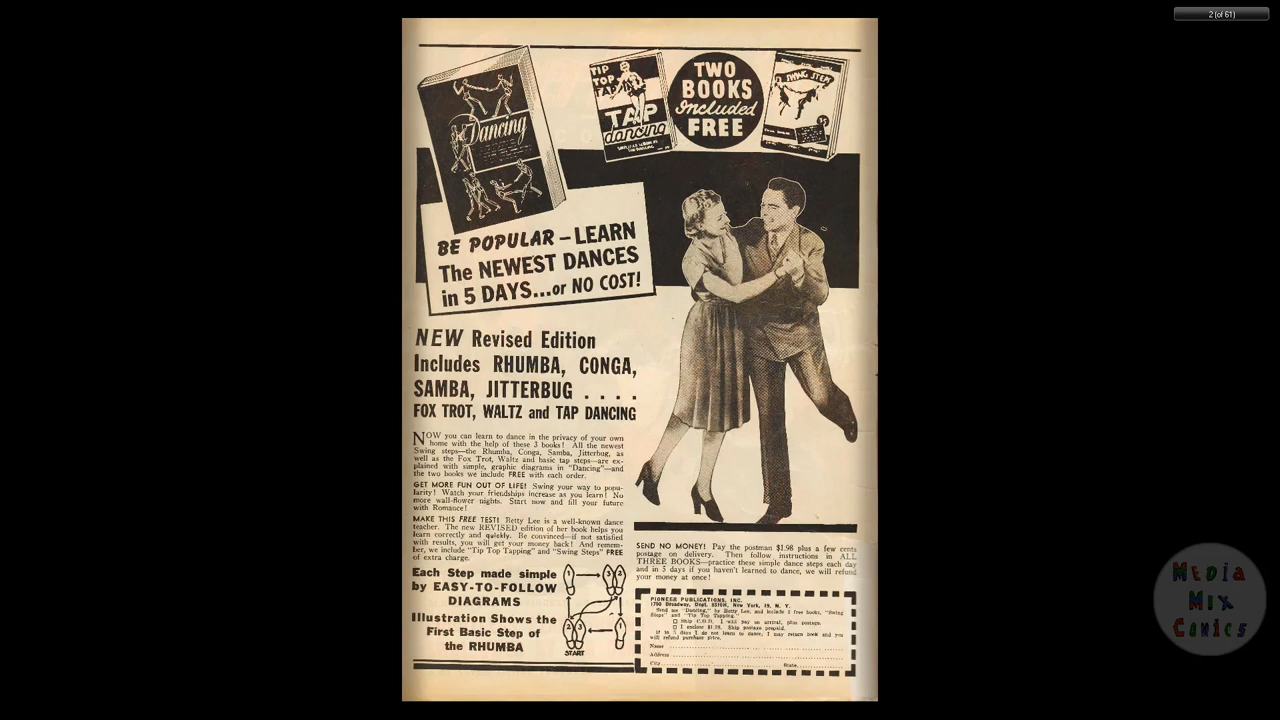 2 (of 61)
Dancing
TIP
TOP
TAPPING
TAP
dancing
TWO
BOOKS
Included
FREE
SWING STEPS
BE POPULAR – LEARN
The NEWEST DANCES
in 5 DAYS...or NO COST!
NEW Revised Edition
Includes RHUMBA, CONGA,
SAMBA, JITTERBUG . . . .
FOX TROT, WALTZ and TAP DANCING
NOW you can learn to dance in the privacy of your own
home with the help of these 3 books! All the newest
Swing steps—the Rhumba, Conga, Samba, Jitterbug, as
well as the Fox Trot, Waltz and basic tap steps—are ex-
plained with simple, graphic diagrams in "Dancing"—and
the two books we include FREE with each order.
GET MORE FUN OUT OF LIFE! Swing your way to popu-
larity! Watch your friendships increase as you learn! No
more wall-flower nights. Start now and fill your future
with Romance!
MAKE THIS FREE TEST! Betty Lee is a well-known dance
teacher. The new REVISED edition of her book helps you
learn correctly and quickly. Be convinced—if not satisfied
with results, you will get your money back! And remem-
ber, we include "Tip Top Tapping" and "Swing Steps" FREE
of extra charge.
Each Step made simple
by EASY-TO-FOLLOW
DIAGRAMS
Illustration Shows the
First Basic Step of
the RHUMBA
START
SEND NO MONEY! Pay the postman $1.98 plus a few cents
postage on delivery. Then follow instructions in ALL
THREE BOOKS—practice these simple dance steps each day
and in 5 days if you haven't learned to dance, we will refund
your money at once!
PIONEER PUBLICATIONS, INC.
1790 Broadway, Dept. New York, 19, N. Y.
Send me "Dancing," by Betty Lee, and include 2 free books, "Swing
Steps" and "Tip Top Tapping."
Ship C.O.D. I will pay on arrival, plus postage.
I enclose $1.98. Ship postage prepaid.
If in 5 days I do not learn to dance, I may return book and you
will refund purchase price.
Name
Address
City State
MEDIA
MIX
COMICS